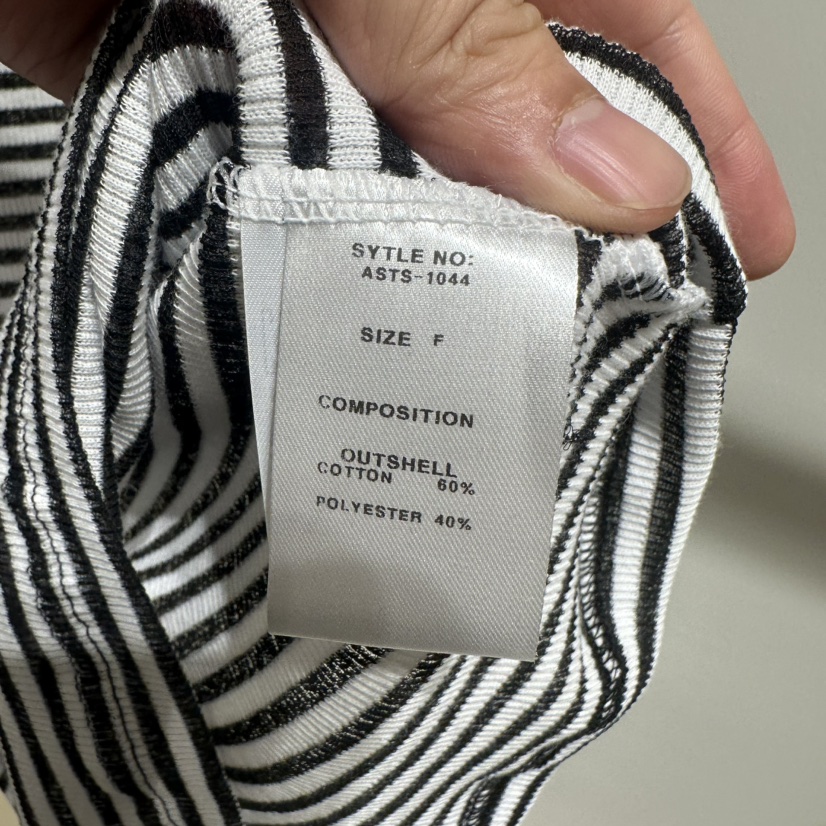 SYTLE NO:
ASTS-1044
SIZE F
COMPOSITION
OUTSHELL
COTTON 60%
POLYESTER 40%